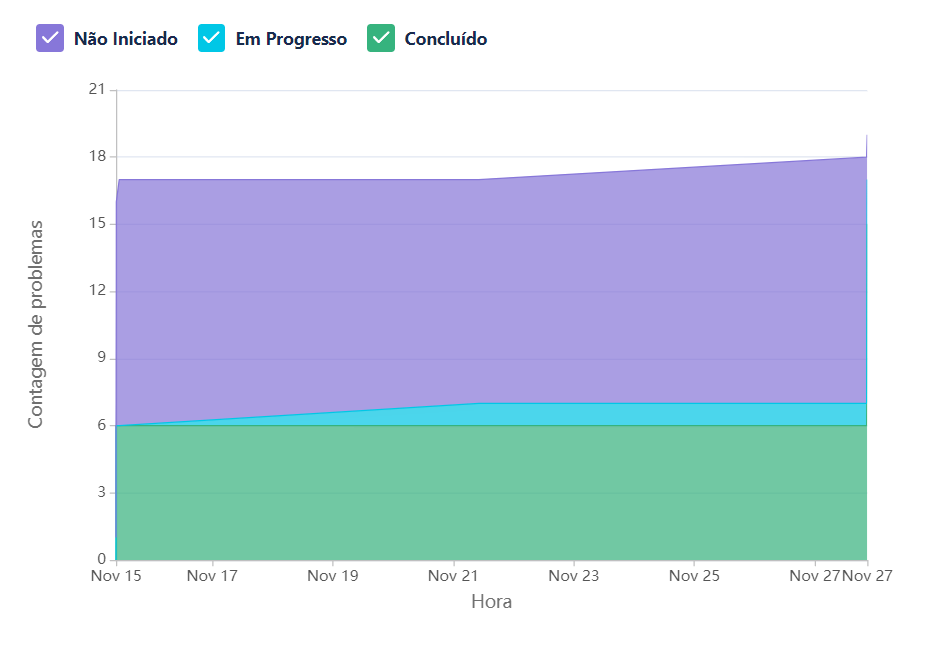 Não Iniciado Em Progresso Concluído
21
18
15
12
9
6
3
0
Contagem de problemas
Nov 15 Nov 17 Nov 19 Nov 21 Nov 23 Nov 25 Nov 27 Nov 27
Hora